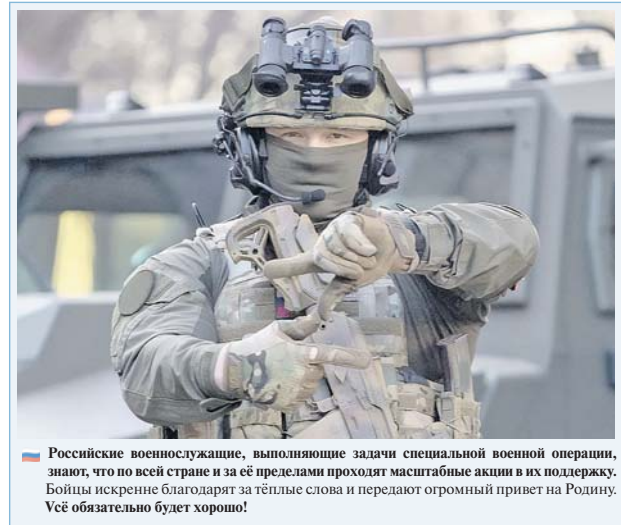 Российские военнослужащие, выполняющие задачи специальной военной операции,
знают, что по всей стране и за её пределами проходят масштабные акции в их поддержку.
Бойцы искренне благодарят за тёплые слова и передают огромный привет на Родину.
Vсё обязательно будет хорошо!